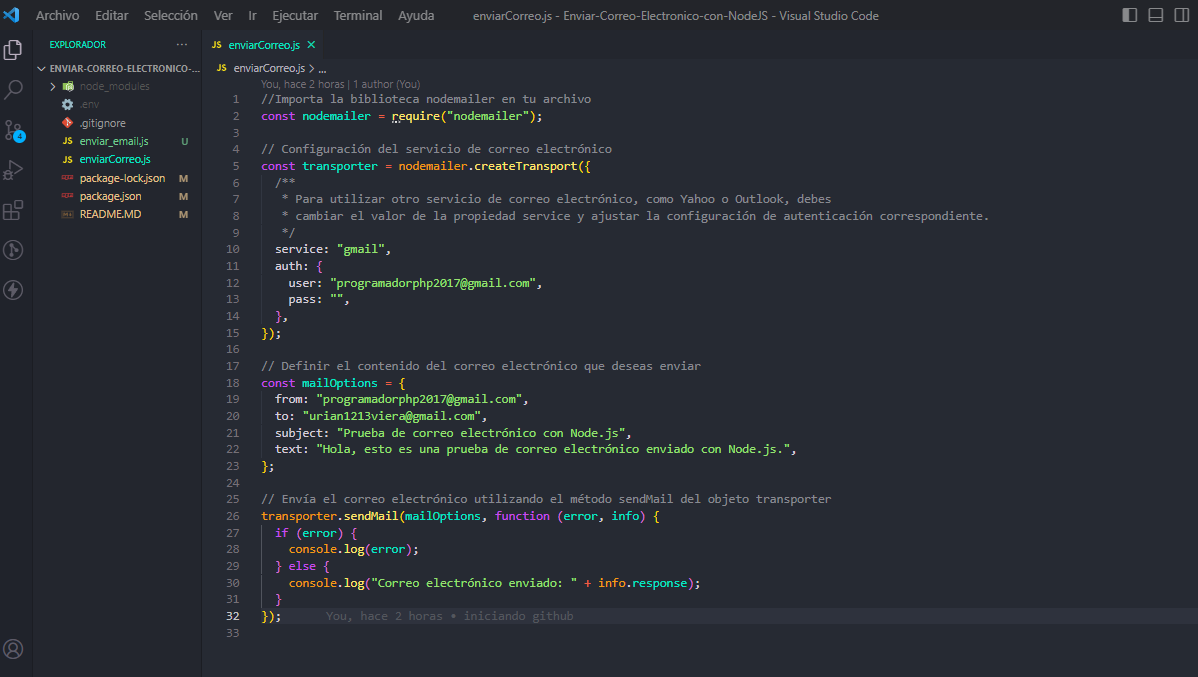 Archivo Editar Selección Ver Ir Ejecutar Terminal Ayuda enviarCorreo.js - Enviar-Correo-Electronico-con-NodeJS - Visual Studio Code
EXPLORADOR ...
ENVIAR-CORREO-ELECTRONICO-...
node_modules
.env
.gitignore
JS enviar_email.js U
JS enviarCorreo.js
package-lock.json M
package.json M
README.MD M
4
JS enviarCorreo.js ×
JS enviarCorreo.js > ...
You, hace 2 horas | 1 author (You)
1 //Importa la biblioteca nodemailer en tu archivo
2 const nodemailer = require("nodemailer");
3
4 // Configuración del servicio de correo electrónico
5 const transporter = nodemailer.createTransport({
6 /**
7 * Para utilizar otro servicio de correo electrónico, como Yahoo o Outlook, debes
8 * cambiar el valor de la propiedad service y ajustar la configuración de autenticación correspondiente.
9 */
10 service: "gmail",
11 auth: {
12 user: "programadorphp2017@gmail.com",
13 pass: "",
14 },
15 });
16
17 // Definir el contenido del correo electrónico que deseas enviar
18 const mailOptions = {
19 from: "programadorphp2017@gmail.com",
20 to: "urian1213viera@gmail.com",
21 subject: "Prueba de correo electrónico con Node.js",
22 text: "Hola, esto es una prueba de correo electrónico enviado con Node.js.",
23 };
24
25 // Envía el correo electrónico utilizando el método sendMail del objeto transporter
26 transporter.sendMail(mailOptions, function (error, info) {
27 if (error) {
28 console.log(error);
29 } else {
30 console.log("Correo electrónico enviado: " + info.response);
31 }
32 }); You, hace 2 horas • iniciando github
33